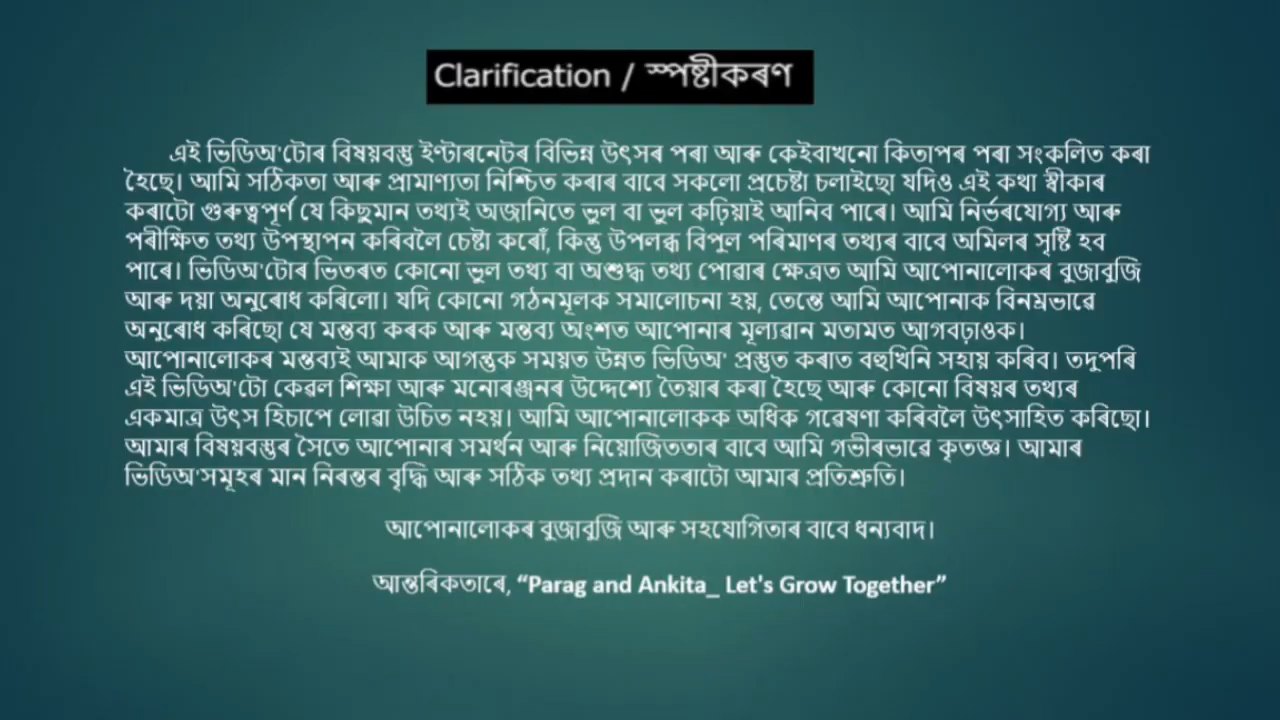 Clarification / স্পষ্টীকৰণ
এই ভিডিঅ'টোৰ বিষয়বস্তু ইণ্টাৰনেটৰ বিভিন্ন উৎসৰ পৰা আৰু কেইবাখনো কিতাপৰ পৰা সংকলিত কৰা
হৈছে। আমি সঠিকতা আৰু প্ৰামাণ্যতা নিশ্চিত কৰাৰ বাবে সকলো প্ৰচেষ্টা চলাইছো যদিও এই কথা স্বীকাৰ
কৰাটো গুৰুত্বপূৰ্ণ যে কিছুমান তথ্যই অজানিতে ভুল বা ভুল কঢ়িয়াই আনিব পাৰে। আমি নিৰ্ভৰযোগ্য আৰু
পৰীক্ষিত তথ্য উপস্থাপন কৰিবলৈ চেষ্টা কৰোঁ, কিন্তু উপলব্ধ বিপুল পৰিমাণৰ তথ্যৰ বাবে অমিলৰ সৃষ্টি হব
পাৰে। ভিডিঅ'টোৰ ভিতৰত কোনো ভুল তথ্য বা অশুদ্ধ তথ্য পোৱাৰ ক্ষেত্ৰত আমি আপোনালোকৰ বুজাবুজি
আৰু দয়া অনুৰোধ কৰিলো। যদি কোনো গঠনমূলক সমালোচনা হয়, তেন্তে আমি আপোনাক বিনম্ৰভাৱে
অনুৰোধ কৰিছো যে মন্তব্য কৰক আৰু মন্তব্য অংশত আপোনাৰ মূল্যৱান মতামত আগবঢ়াওক।
আপোনালোকৰ মন্তব্যই আমাক আগন্তুক সময়ত উন্নত ভিডিঅ' প্ৰস্তুত কৰাত বহুখিনি সহায় কৰিব। তদুপৰি
এই ভিডিঅ'টো কেৱল শিক্ষা আৰু মনোৰঞ্জনৰ উদ্দেশ্যে তৈয়াৰ কৰা হৈছে আৰু কোনো বিষয়ৰ তথ্যৰ
একমাত্ৰ উৎস হিচাপে লোৱা উচিত নহয়। আমি আপোনালোকক অধিক গৱেষণা কৰিবলৈ উৎসাহিত কৰিছো।
আমাৰ বিষয়বস্তুৰ সৈতে আপোনাৰ সমৰ্থন আৰু নিয়োজিততাৰ বাবে আমি গভীৰভাৱে কৃতজ্ঞ। আমাৰ
ভিডিঅ'সমূহৰ মান নিৰন্তৰ বৃদ্ধি আৰু সঠিক তথ্য প্ৰদান কৰাটো আমাৰ প্ৰতিশ্ৰুতি।
আপোনালোকৰ বুজাবুজি আৰু সহযোগিতাৰ বাবে ধন্যবাদ।
আন্তৰিকতাৰে, “Parag and Ankita_ Let's Grow Together”